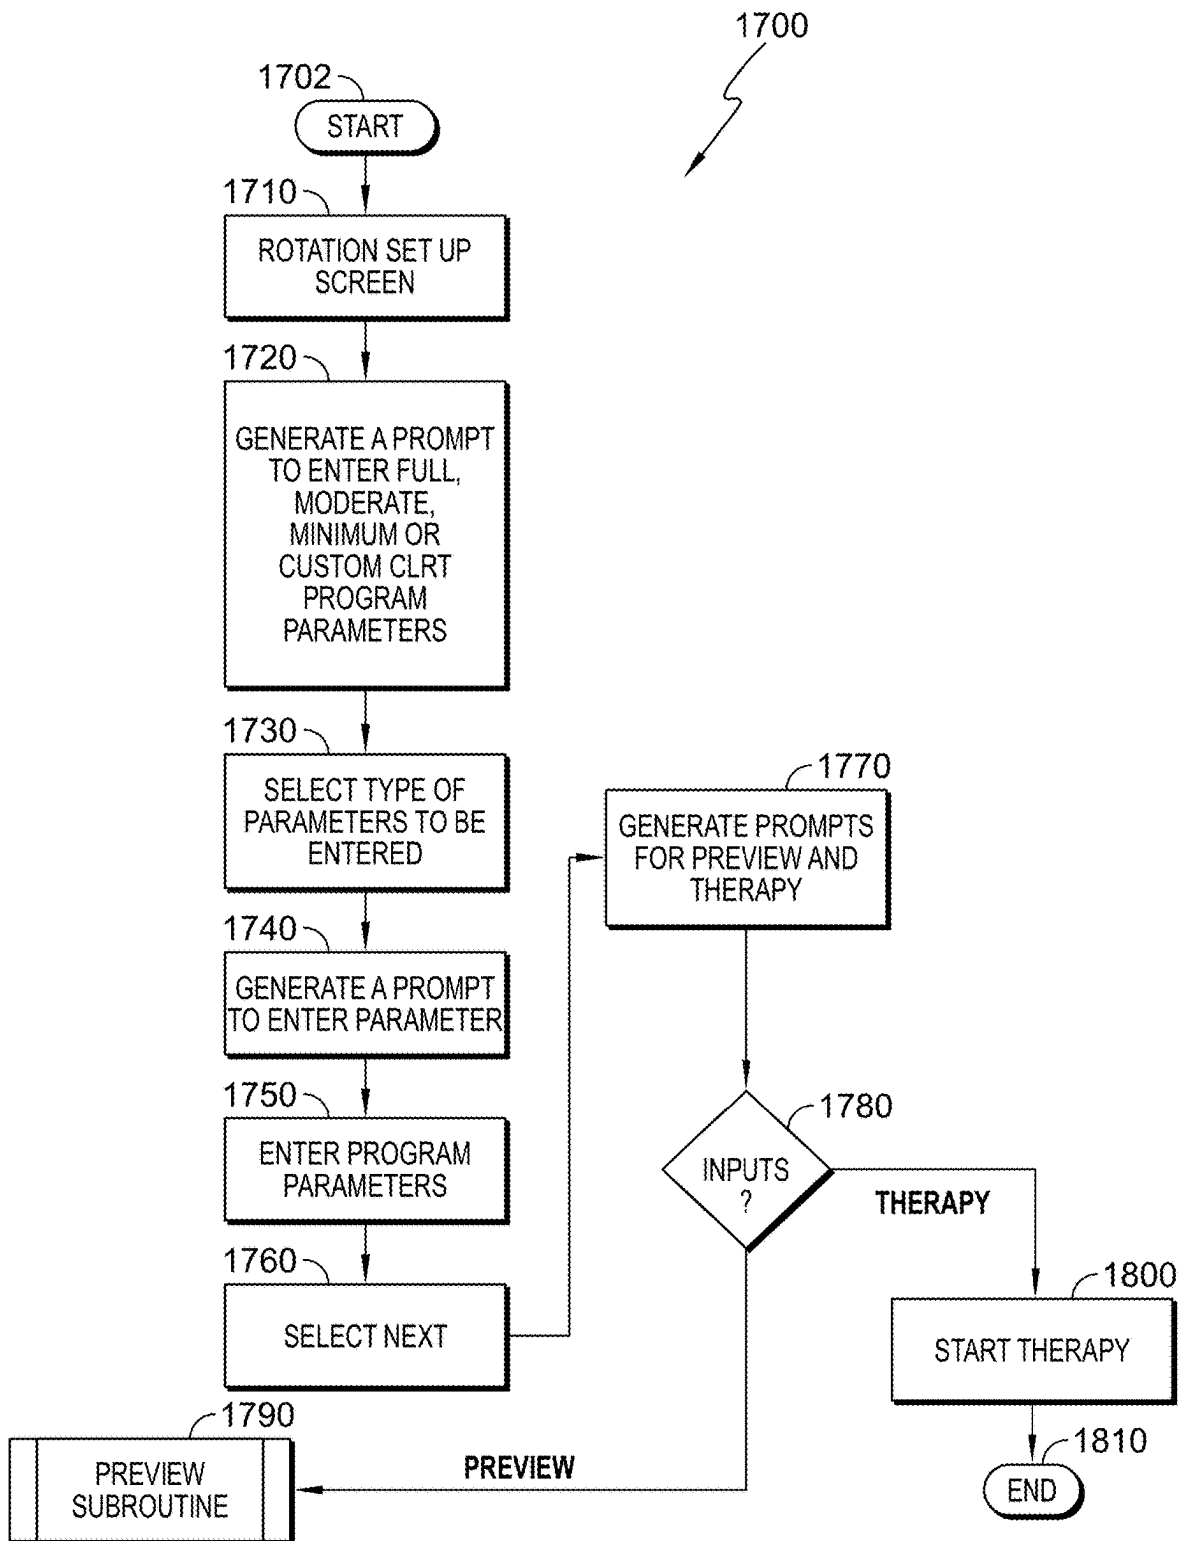 1700
1702
START
1710
ROTATION SET UP
SCREEN
1720
GENERATE A PROMPT
TO ENTER FULL,
MODERATE,
MINIMUM OR
CUSTOM CLRT
PROGRAM
PARAMETERS
1730
SELECT TYPE OF
PARAMETERS TO BE
ENTERED
1740
GENERATE A PROMPT
TO ENTER PARAMETER
1750
ENTER PROGRAM
PARAMETERS
1760
SELECT NEXT
1770
GENERATE PROMPTS
FOR PREVIEW AND
THERAPY
1780
INPUTS
?
THERAPY
1800
START THERAPY
1810
END
PREVIEW
1790
PREVIEW
SUBROUTINE